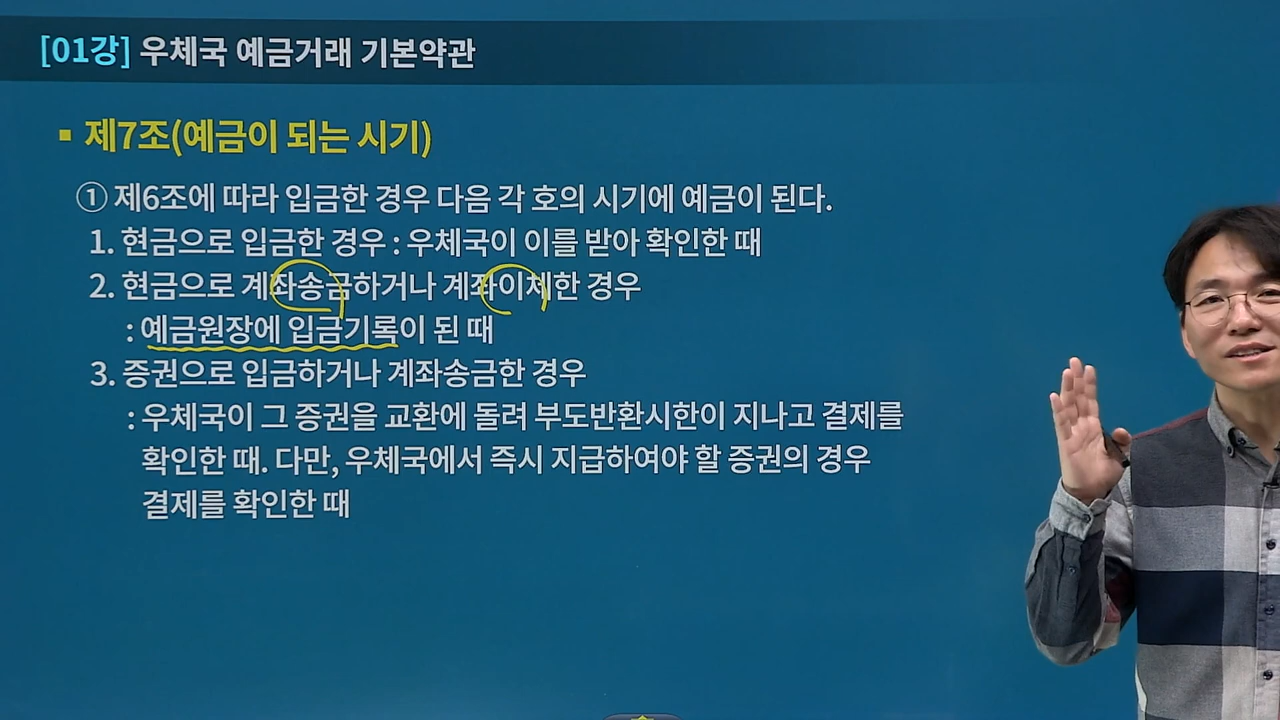 [01강] 우체국 예금거래 기본약관
▪ 제7조(예금이 되는 시기)
① 제6조에 따라 입금한 경우 다음 각 호의 시기에 예금이 된다.
1. 현금으로 입금한 경우 : 우체국이 이를 받아 확인한 때
2. 현금으로 계좌송금하거나 계좌이체한 경우
: 예금원장에 입금기록이 된 때
3. 증권으로 입금하거나 계좌송금한 경우
: 우체국이 그 증권을 교환에 돌려 부도반환시한이 지나고 결제를
확인한 때. 다만, 우체국에서 즉시 지급하여야 할 증권의 경우
결제를 확인한 때